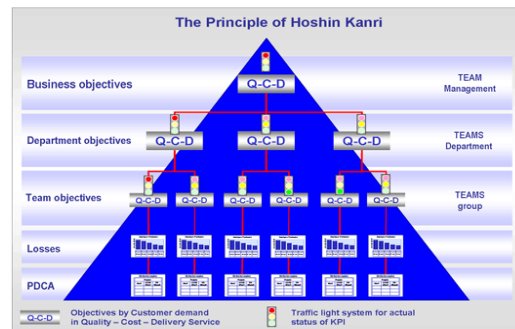 The Principle of Hoshin Kanri
Business objectives
Q-C-D
TEAM
Management
Department objectives
Q-C-D
Q-C-D
Q-C-D
TEAMS
Department
Team objectives
Q-C-D
Q-C-D
Q-C-D
Q-C-D
Q-C-D
Q-C-D
TEAMS
group
Losses
PDCA
Q-C-D
Objectives by Customer demand
in Quality – Cost – Delivery Service
Traffic light system for actual
status of KPI